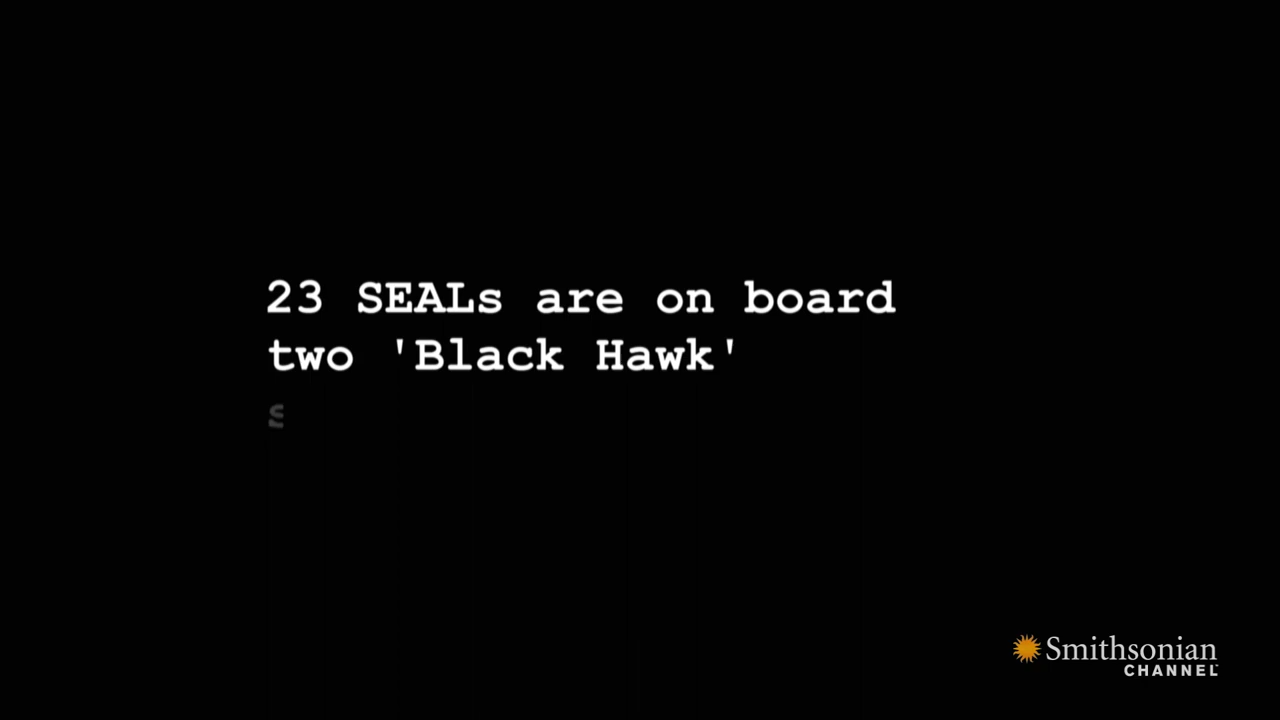 23 SEALs are on board
two 'Black Hawk'
s
Smithsonian
CHANNEL